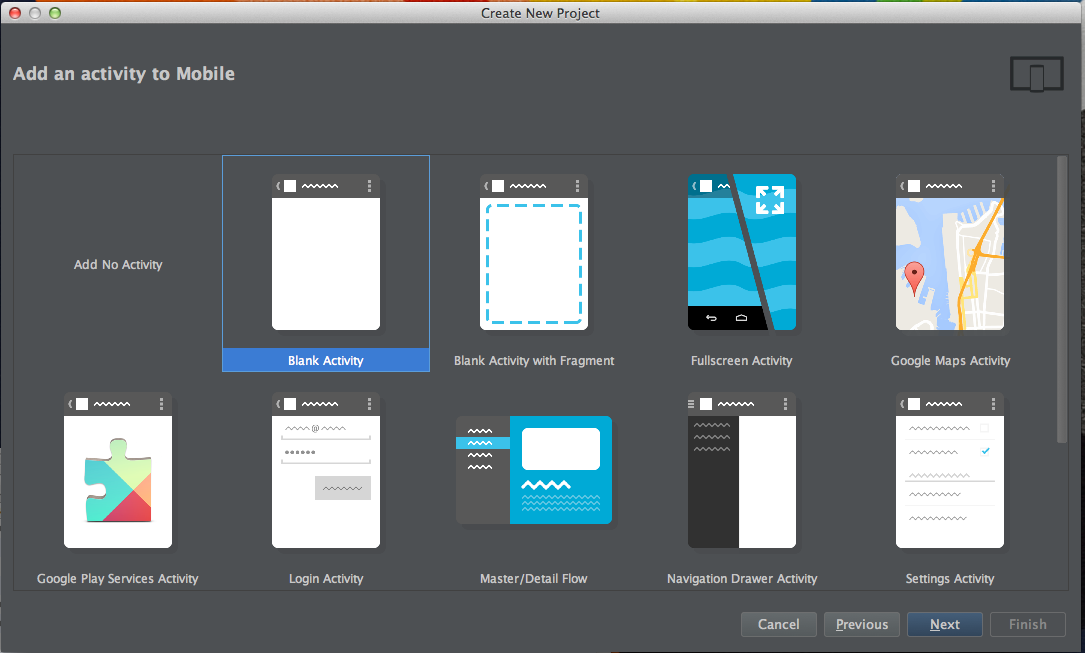 Create New Project
Add an activity to Mobile
Add No Activity
Blank Activity
Blank Activity with Fragment
Fullscreen Activity
Google Maps Activity
Google Play Services Activity
Login Activity
Master/Detail Flow
Navigation Drawer Activity
Settings Activity
Cancel
Previous
Next
Finish